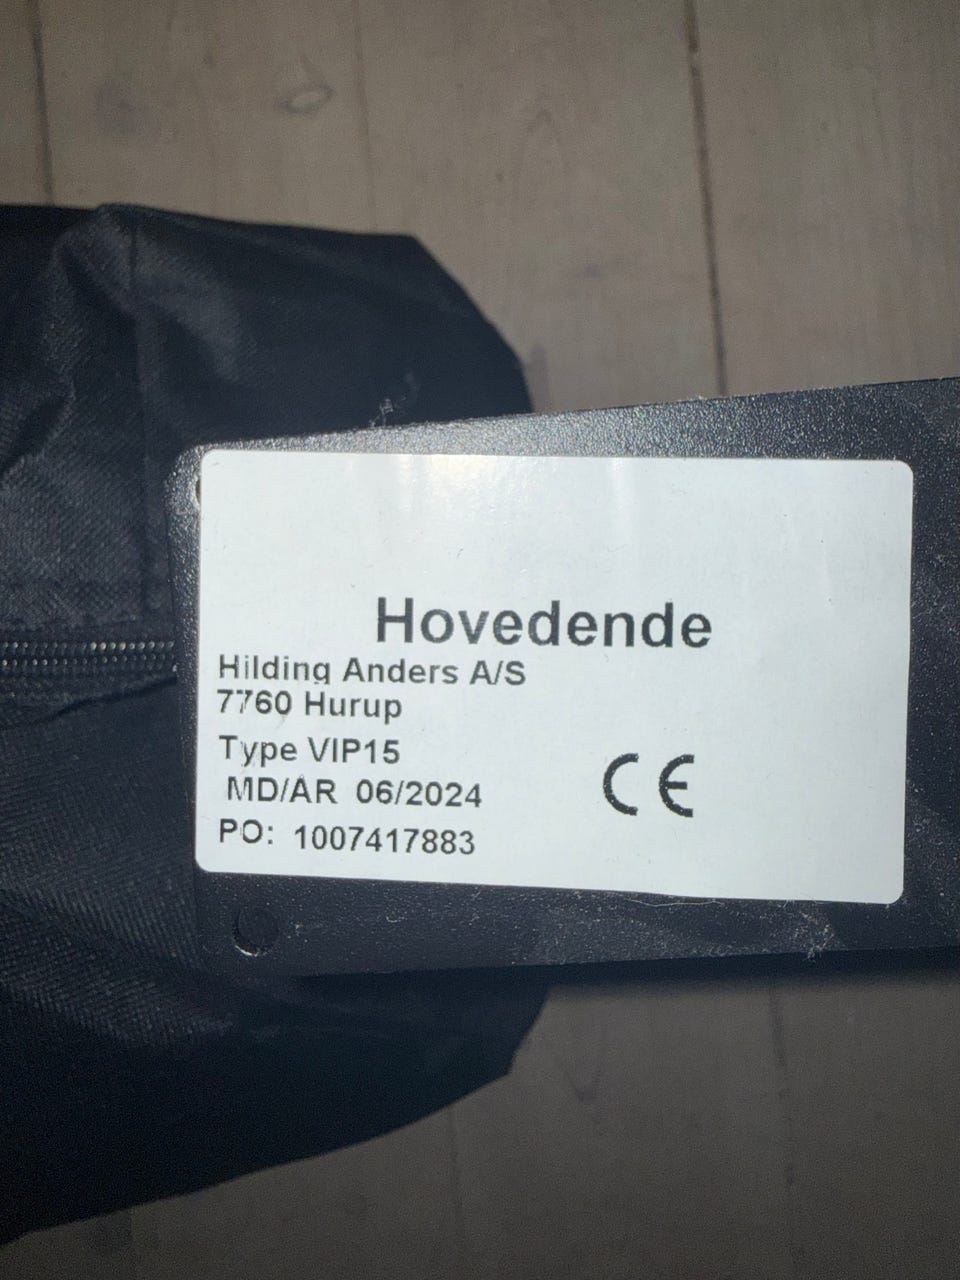 Hovedende
Hilding Anders A/S
7760 Hurup
Type VIP15
MD/AR 06/2024
PO: 1007417883
CE